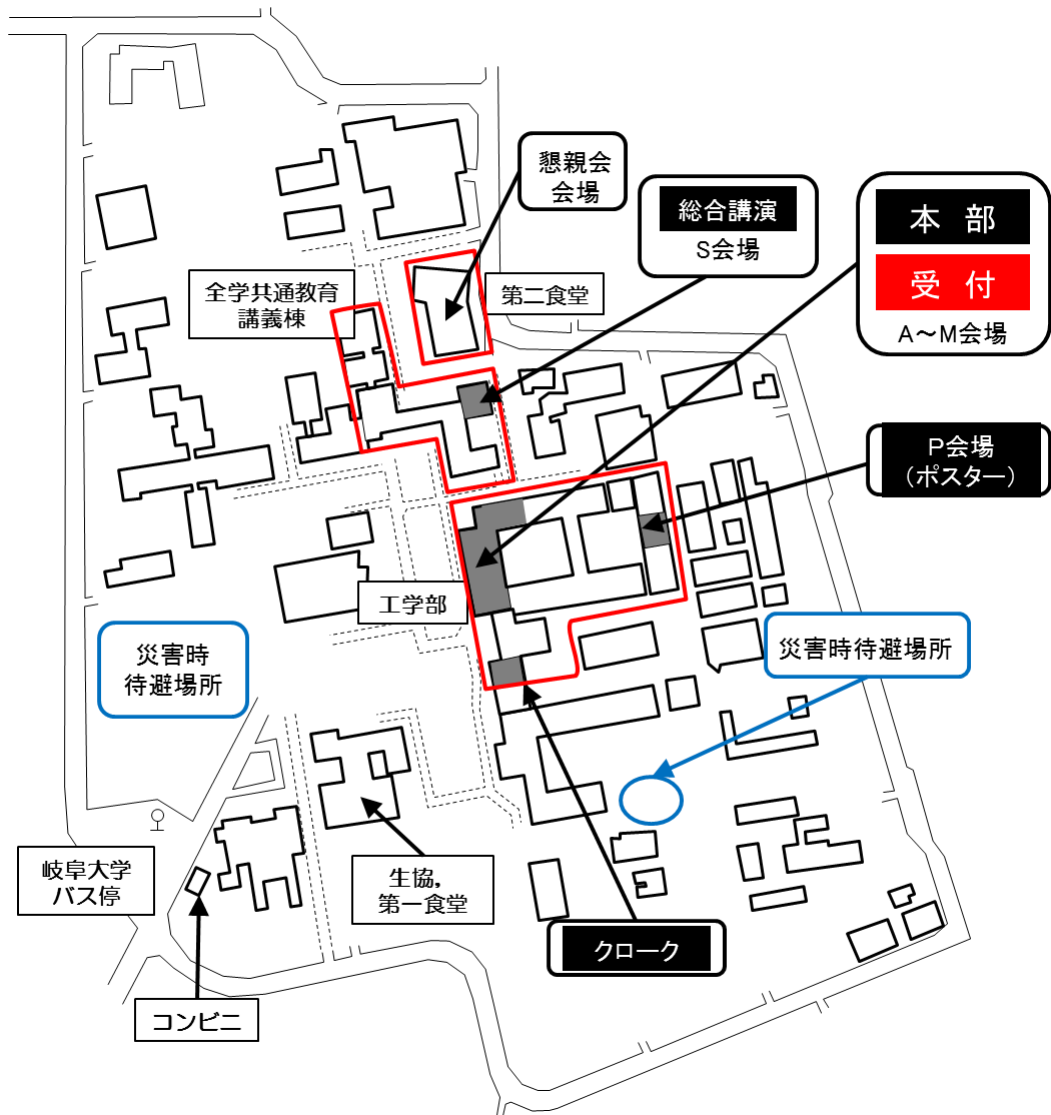 懇親会
会場
総合講演
S会場
本 部
受 付
A～M会場
全学共通教育
講義棟
第二食堂
P会場
（ポスター）
工学部
災害時
待避場所
災害時待避場所
岐阜大学
バス停
生協，
第一食堂
クローク
コンビニ